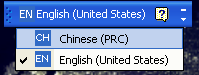 EN English (United States)
CH Chinese (PRC)
EN English (United States)